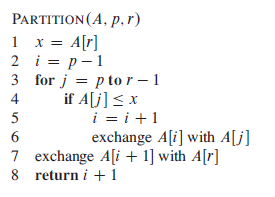 PARTITION(A, p, r)
1 x = A[r]
2 i = p − 1
3 for j = p to r − 1
4 if A[j] ≤ x
5 i = i + 1
6 exchange A[i] with A[j]
7 exchange A[i + 1] with A[r]
8 return i + 1